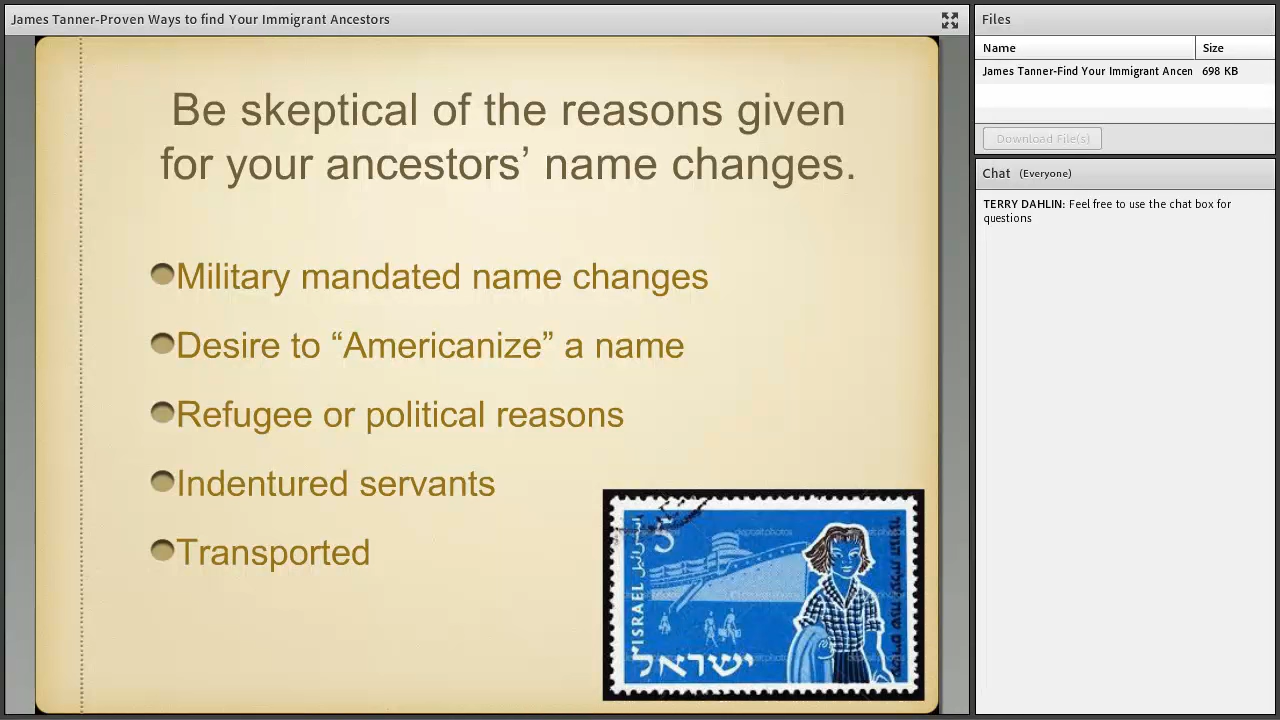 James Tanner-Proven Ways to find Your Immigrant Ancestors
Be skeptical of the reasons given
for your ancestors’ name changes.
Military mandated name changes
Desire to “Americanize” a name
Refugee or political reasons
Indentured servants
Transported
5
اسرائيل
ISRAEL
ישראל
depositphotos
Files
Name
Size
James Tanner-Find Your Immigrant Ancen
698 KB
Download File(s)
Chat (Everyone)
TERRY DAHLIN: Feel free to use the chat box for
questions